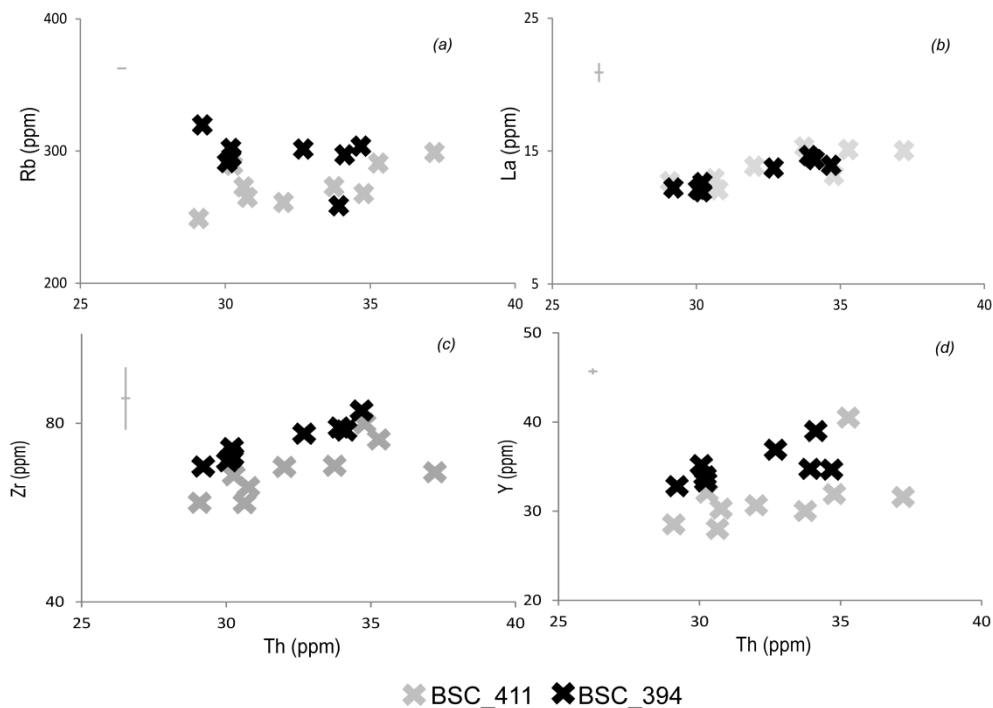 400
(a)
Rb (ppm)
300
200
25 30 35 40
25
(b)
La (ppm)
15
5
25 30 35 40
(c)
80
Zr (ppm)
40
25 30 35 40
Th (ppm)
50
(d)
40
Y (ppm)
30
20
25 30 35 40
Th (ppm)
BSC_411 BSC_394